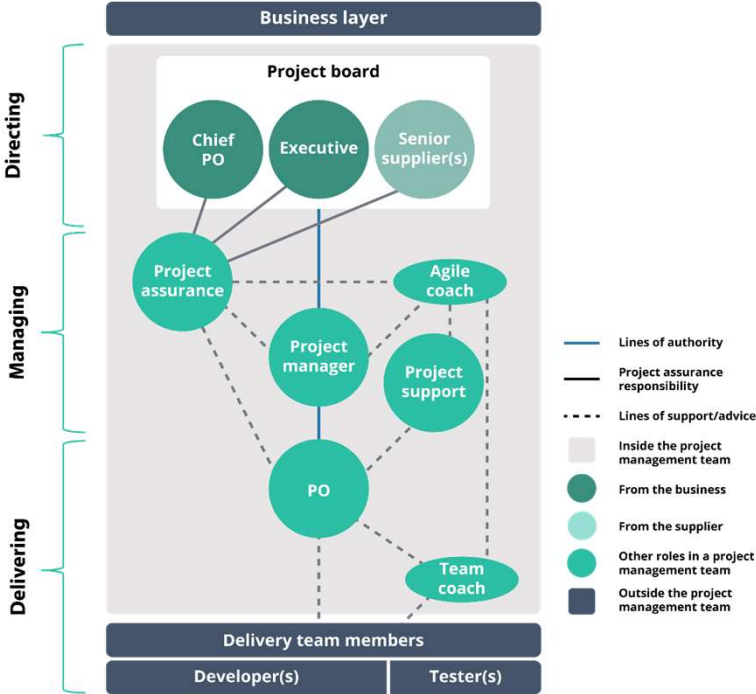 Business layer
Directing
Project board
Chief
PO
Executive
Senior
supplier(s)
Managing
Project
assurance
Agile
coach
Project
manager
Project
support
Delivering
PO
Team
coach
Delivery team members
Developer(s)
Tester(s)
Lines of authority
Project assurance
responsibility
Lines of support/advice
Inside the project
management team
From the business
From the supplier
Other roles in a project
management team
Outside the project
management team